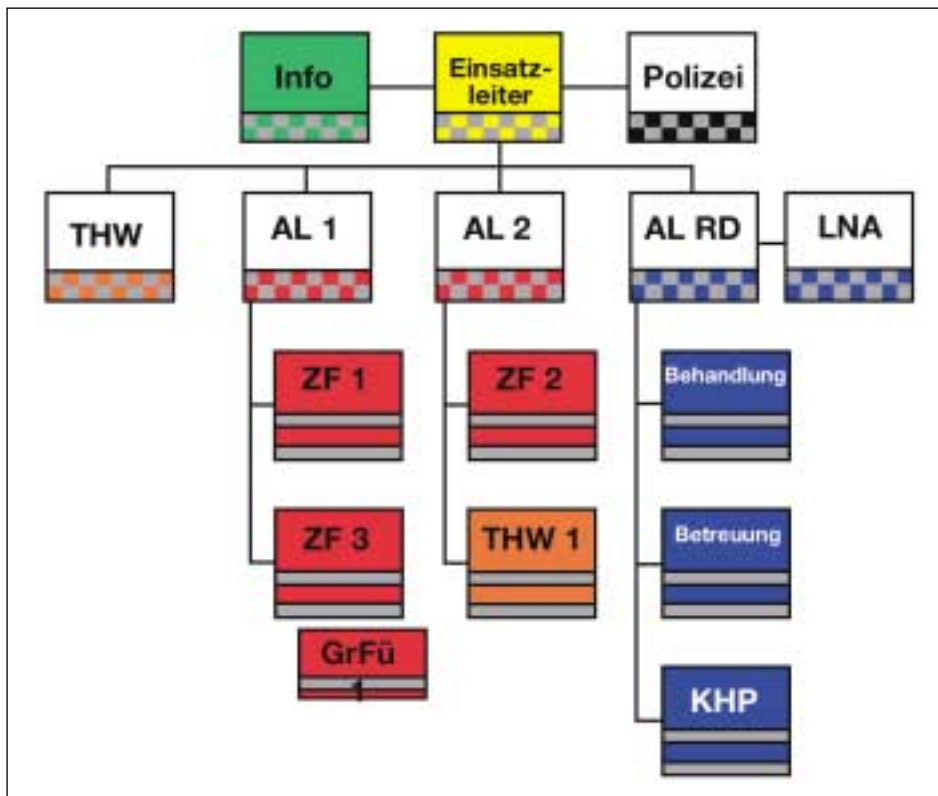 Info
Einsatz-
leiter
Polizei
THW
AL 1
AL 2
AL RD
LNA
ZF 1
ZF 2
Behandlung
ZF 3
THW 1
Betreuung
GrFü
1
KHP